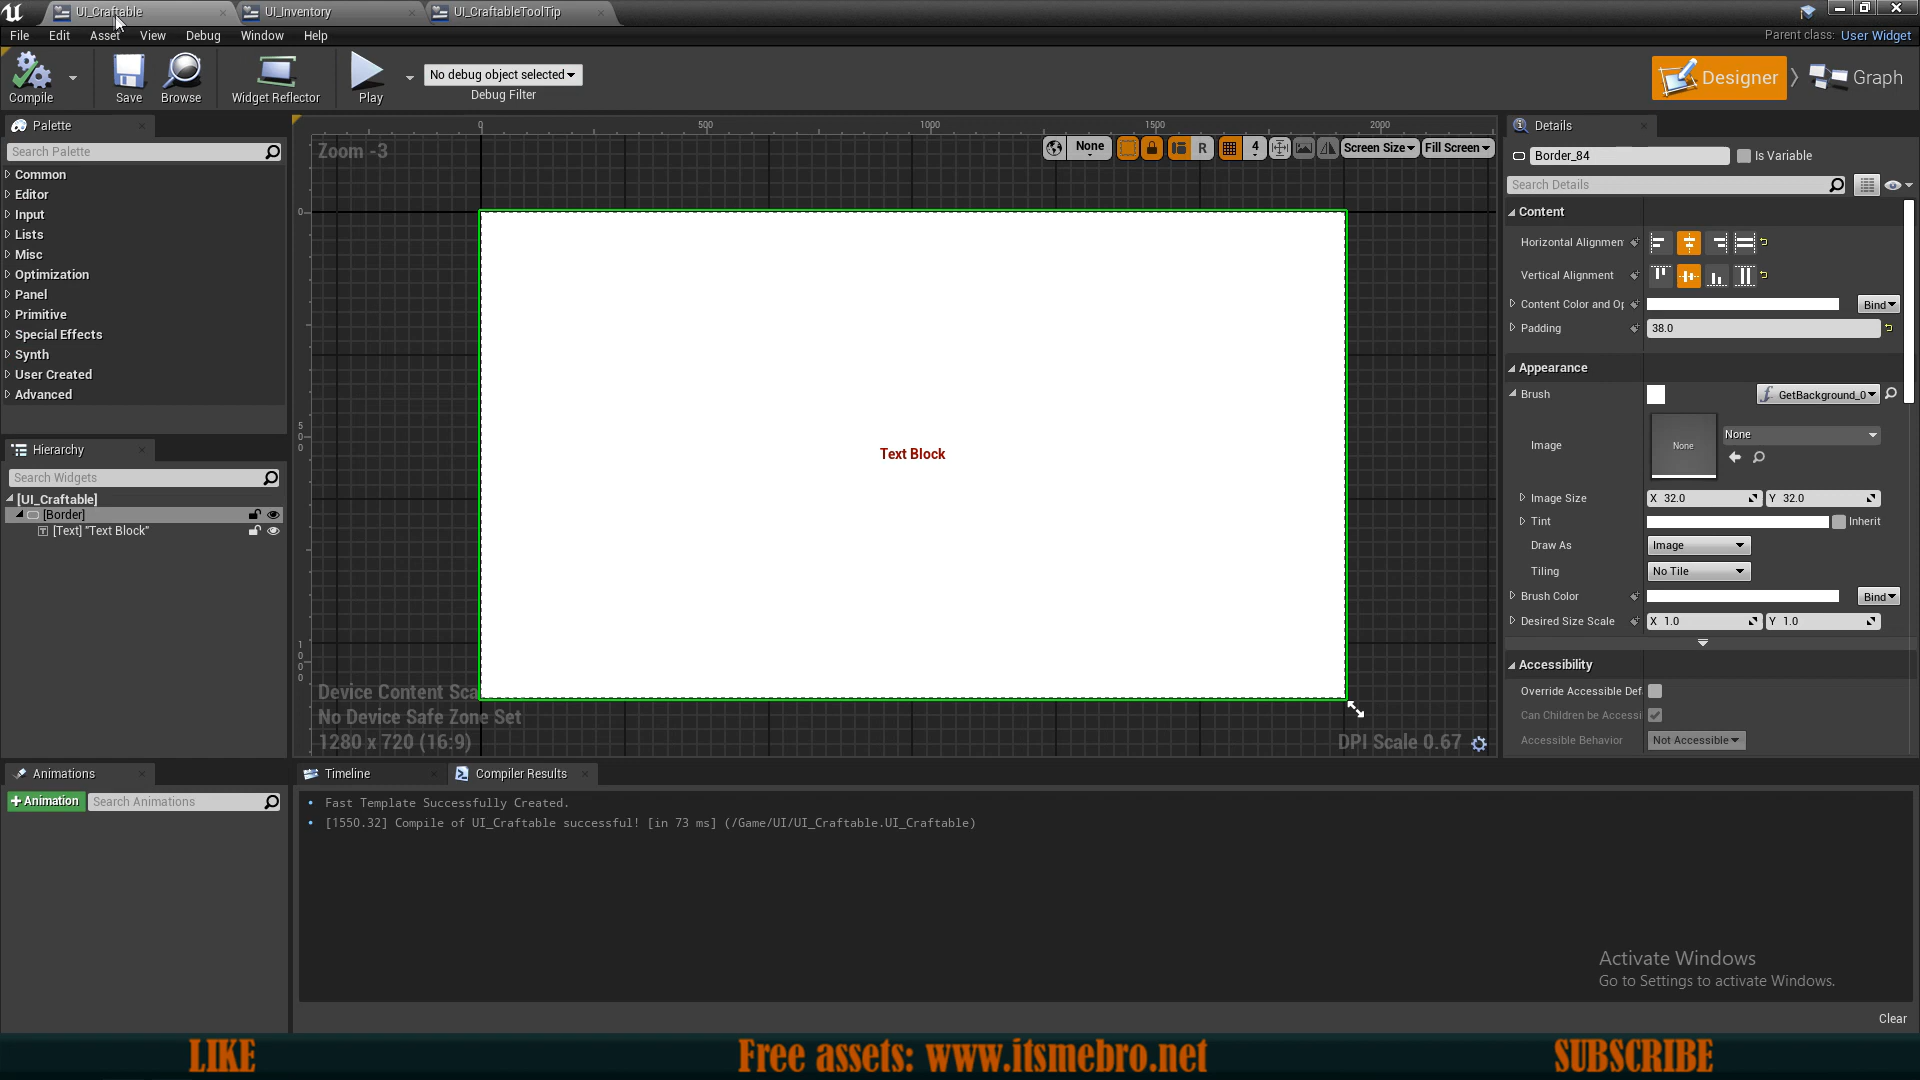 UI_Craftable
UI_Inventory
UI_CraftableToolTip
File Edit Asset View Debug Window Help
Parent class: User Widget
Compile
Save
Browse
Widget Reflector
Play
No debug object selected
Debug Filter
Designer
Graph
Palette
Search Palette
Common
Editor
Input
Lists
Misc
Optimization
Panel
Primitive
Special Effects
Synth
User Created
Advanced
Hierarchy
Search Widgets
[UI_Craftable]
[Border]
[Text] "Text Block"
Animations
+Animation
Search Animations
0 500 1000 1500 2000
Zoom -3
None
R
4
Screen Size
Fill Screen
0
500
1000
Text Block
Device Content Sca
No Device Safe Zone Set
1280 x 720 (16:9)
DPI Scale 0.67
Details
Border_84
Is Variable
Search Details
Content
Horizontal Alignmen
Vertical Alignment
Content Color and Op
Bind
Padding
38.0
Appearance
Brush
GetBackground_0
Image
None
None
Image Size
X 32.0
Y 32.0
Tint
Inherit
Draw As
Image
Tiling
No Tile
Brush Color
Bind
Desired Size Scale
X 1.0
Y 1.0
Accessibility
Override Accessible Def
Can Children be Accessi
Accessible Behavior
Not Accessible
Timeline
Compiler Results
• Fast Template Successfully Created.
• [1550.32] Compile of UI_Craftable successful! [in 73 ms] (/Game/UI/UI_Craftable.UI_Craftable)
Activate Windows
Go to Settings to activate Windows.
Clear
LIKE
Free assets: www.itsmebro.net
SUBSCRIBE